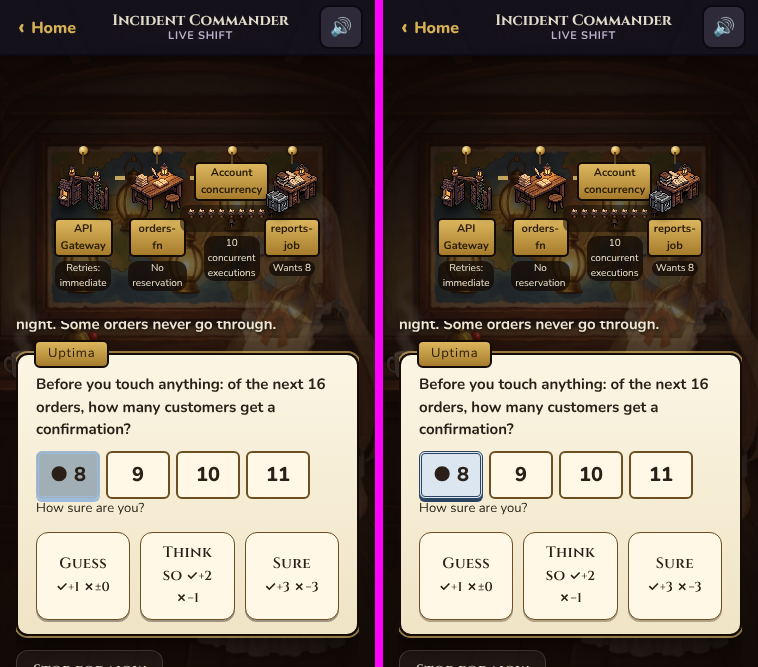 ‹ Home
Incident Commander
LIVE SHIFT
Account
concurrency
API
Gateway
orders-
fn
reports-
job
Retries:
immediate
No
reservation
10
concurrent
executions
Wants 8
night. Some orders never go through.
Uptima
Before you touch anything: of the next 16
orders, how many customers get a
confirmation?
● 8
9
10
11
How sure are you?
Guess
✓+1 ✕±0
Think
so ✓+2
✕−1
Sure
✓+3 ✕−3
‹ Home
Incident Commander
LIVE SHIFT
Account
concurrency
API
Gateway
orders-
fn
reports-
job
Retries:
immediate
No
reservation
10
concurrent
executions
Wants 8
night. Some orders never go through.
Uptima
Before you touch anything: of the next 16
orders, how many customers get a
confirmation?
● 8
9
10
11
How sure are you?
Guess
✓+1 ✕±0
Think
so ✓+2
✕−1
Sure
✓+3 ✕−3